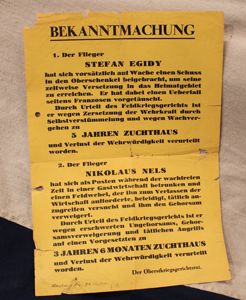 BEKANNTMACHUNG
1. Der Flieger
STEFAN EGIDY
hat sich vorsätzlich auf Wache einen Schuss
in den Oberschenkel beigebracht, um seine
zeitweise Versetzung in das Heimatgebiet
zu erreichen. Er hat dabei einen Ueberfall
seitens Franzosen vorgetäuscht.
Durch Urteil des Feldkriegsgerichts ist
er wegen Zersetzung der Wehrkraft durch
Selbstverstümmelung und wegen Wachver-
gehen zu
5 JAHREN ZUCHTHAUS
und Verlust der Wehrwürdigkeit verurteilt
worden.
2. Der Flieger
NIKOLAUS NELS
hat sich als Posten während der wachfreien
Zeit in einer Gastwirtschaft betrunken und
einen Feldwebel, der ihn zum Verlassen der
Wirtschaft aufforderte, beleidigt, tätlich an-
zugreifen versucht und ihm den Gehorsam
verweigert.
Durch Urteil des Feldkriegsgerichts ist er
wegen erschwerten Ungehorsams, Gehor-
samsverweigerung und tätlichen Angriffs
auf einen Vorgesetzten zu
3 JAHREN 6 MONATEN ZUCHTHAUS
und Verlust der Wehrwürdigkeit verurteilt
worden.
Der Oberstkriegsgerichtsrat.